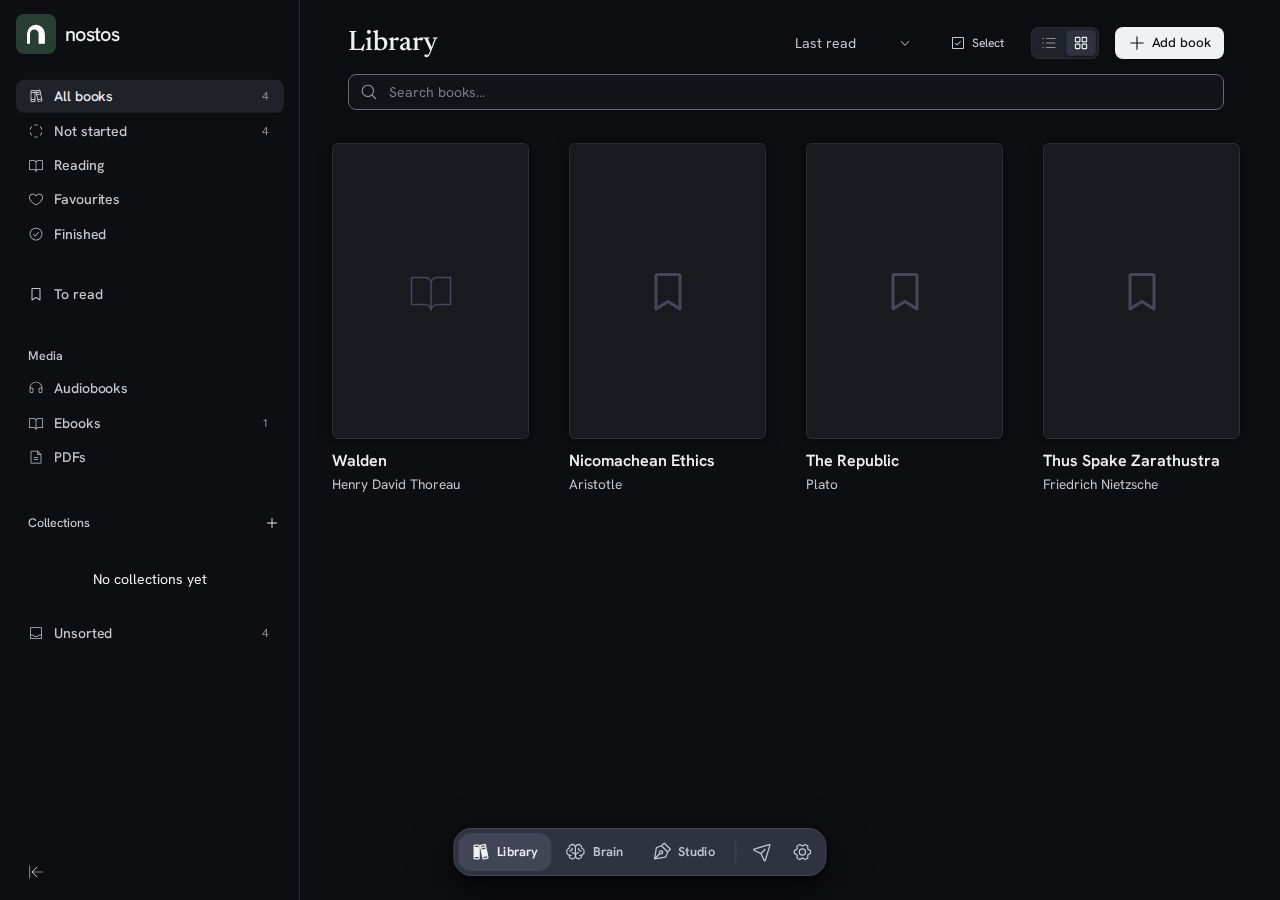 nostos
All books 4
Not started 4
Reading
Favourites
Finished
To read
Media
Audiobooks
Ebooks 1
PDFs
Collections
No collections yet
Unsorted 4
Library
Last read
Select
Add book
Search books...
Walden
Henry David Thoreau
Nicomachean Ethics
Aristotle
The Republic
Plato
Thus Spake Zarathustra
Friedrich Nietzsche
Library
Brain
Studio